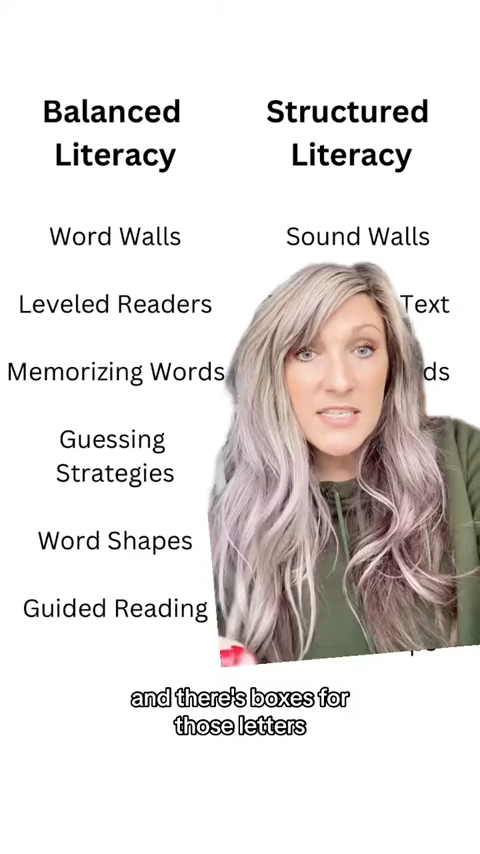 Balanced
Literacy
Structured
Literacy
Word Walls
Sound Walls
Leveled Readers
Text
Memorizing Words
Guessing
Strategies
Word Shapes
Guided Reading
and there's boxes for
those letters